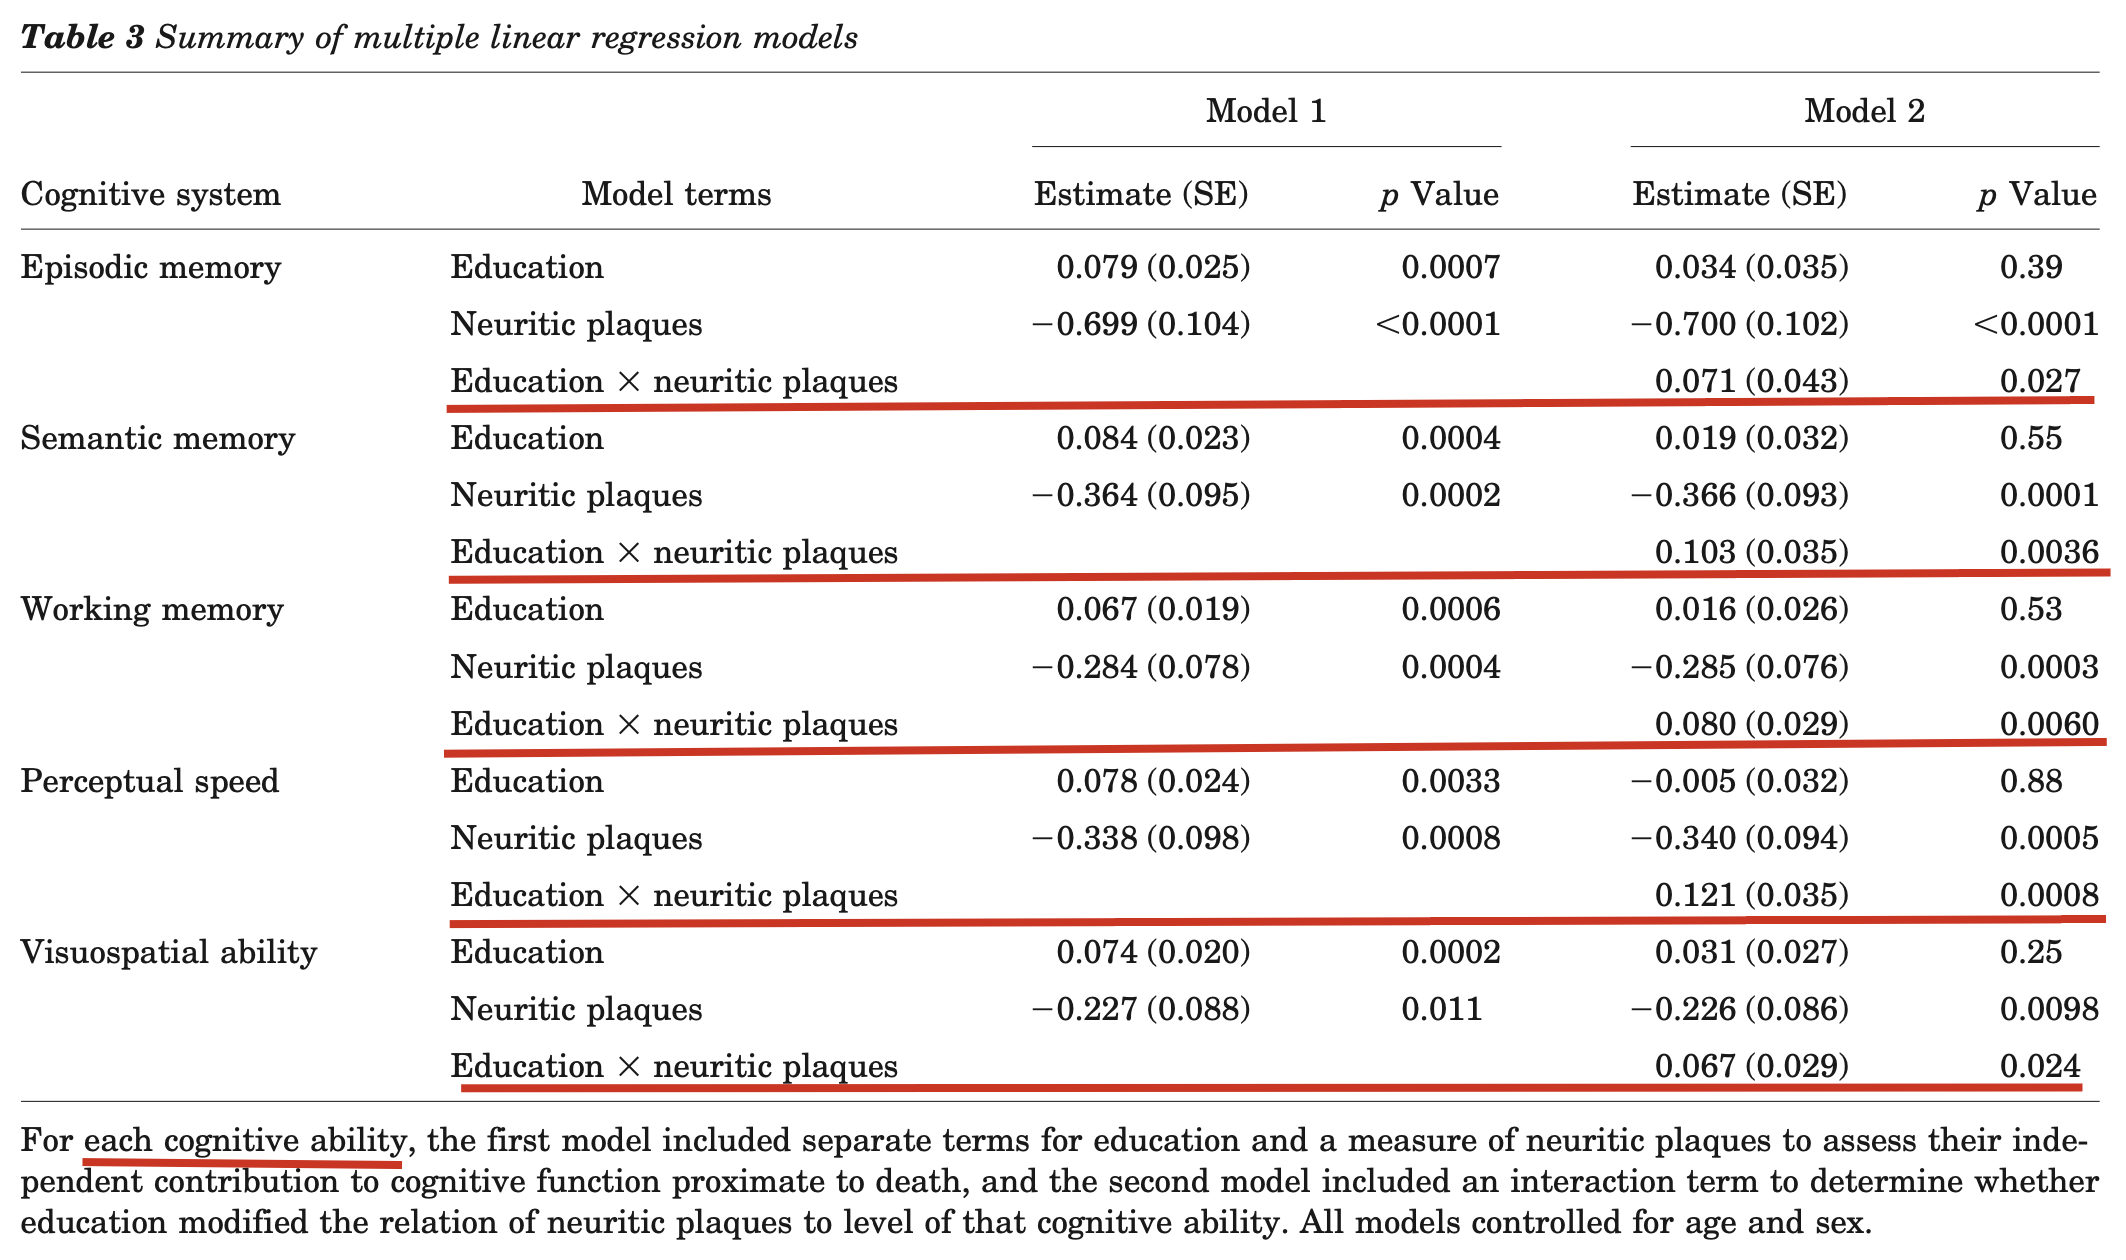 Table 3 Summary of multiple linear regression models
Model 1 Model 2
Cognitive system Model terms Estimate (SE) p Value Estimate (SE) p Value
Episodic memory Education 0.079 (0.025) 0.0007 0.034 (0.035) 0.39
Neuritic plaques −0.699 (0.104) <0.0001 −0.700 (0.102) <0.0001
Education × neuritic plaques 0.071 (0.043) 0.027
Semantic memory Education 0.084 (0.023) 0.0004 0.019 (0.032) 0.55
Neuritic plaques −0.364 (0.095) 0.0002 −0.366 (0.093) 0.0001
Education × neuritic plaques 0.103 (0.035) 0.0036
Working memory Education 0.067 (0.019) 0.0006 0.016 (0.026) 0.53
Neuritic plaques −0.284 (0.078) 0.0004 −0.285 (0.076) 0.0003
Education × neuritic plaques 0.080 (0.029) 0.0060
Perceptual speed Education 0.078 (0.024) 0.0033 −0.005 (0.032) 0.88
Neuritic plaques −0.338 (0.098) 0.0008 −0.340 (0.094) 0.0005
Education × neuritic plaques 0.121 (0.035) 0.0008
Visuospatial ability Education 0.074 (0.020) 0.0002 0.031 (0.027) 0.25
Neuritic plaques −0.227 (0.088) 0.011 −0.226 (0.086) 0.0098
Education × neuritic plaques 0.067 (0.029) 0.024
For each cognitive ability, the first model included separate terms for education and a measure of neuritic plaques to assess their inde-
pendent contribution to cognitive function proximate to death, and the second model included an interaction term to determine whether
education modified the relation of neuritic plaques to level of that cognitive ability. All models controlled for age and sex.